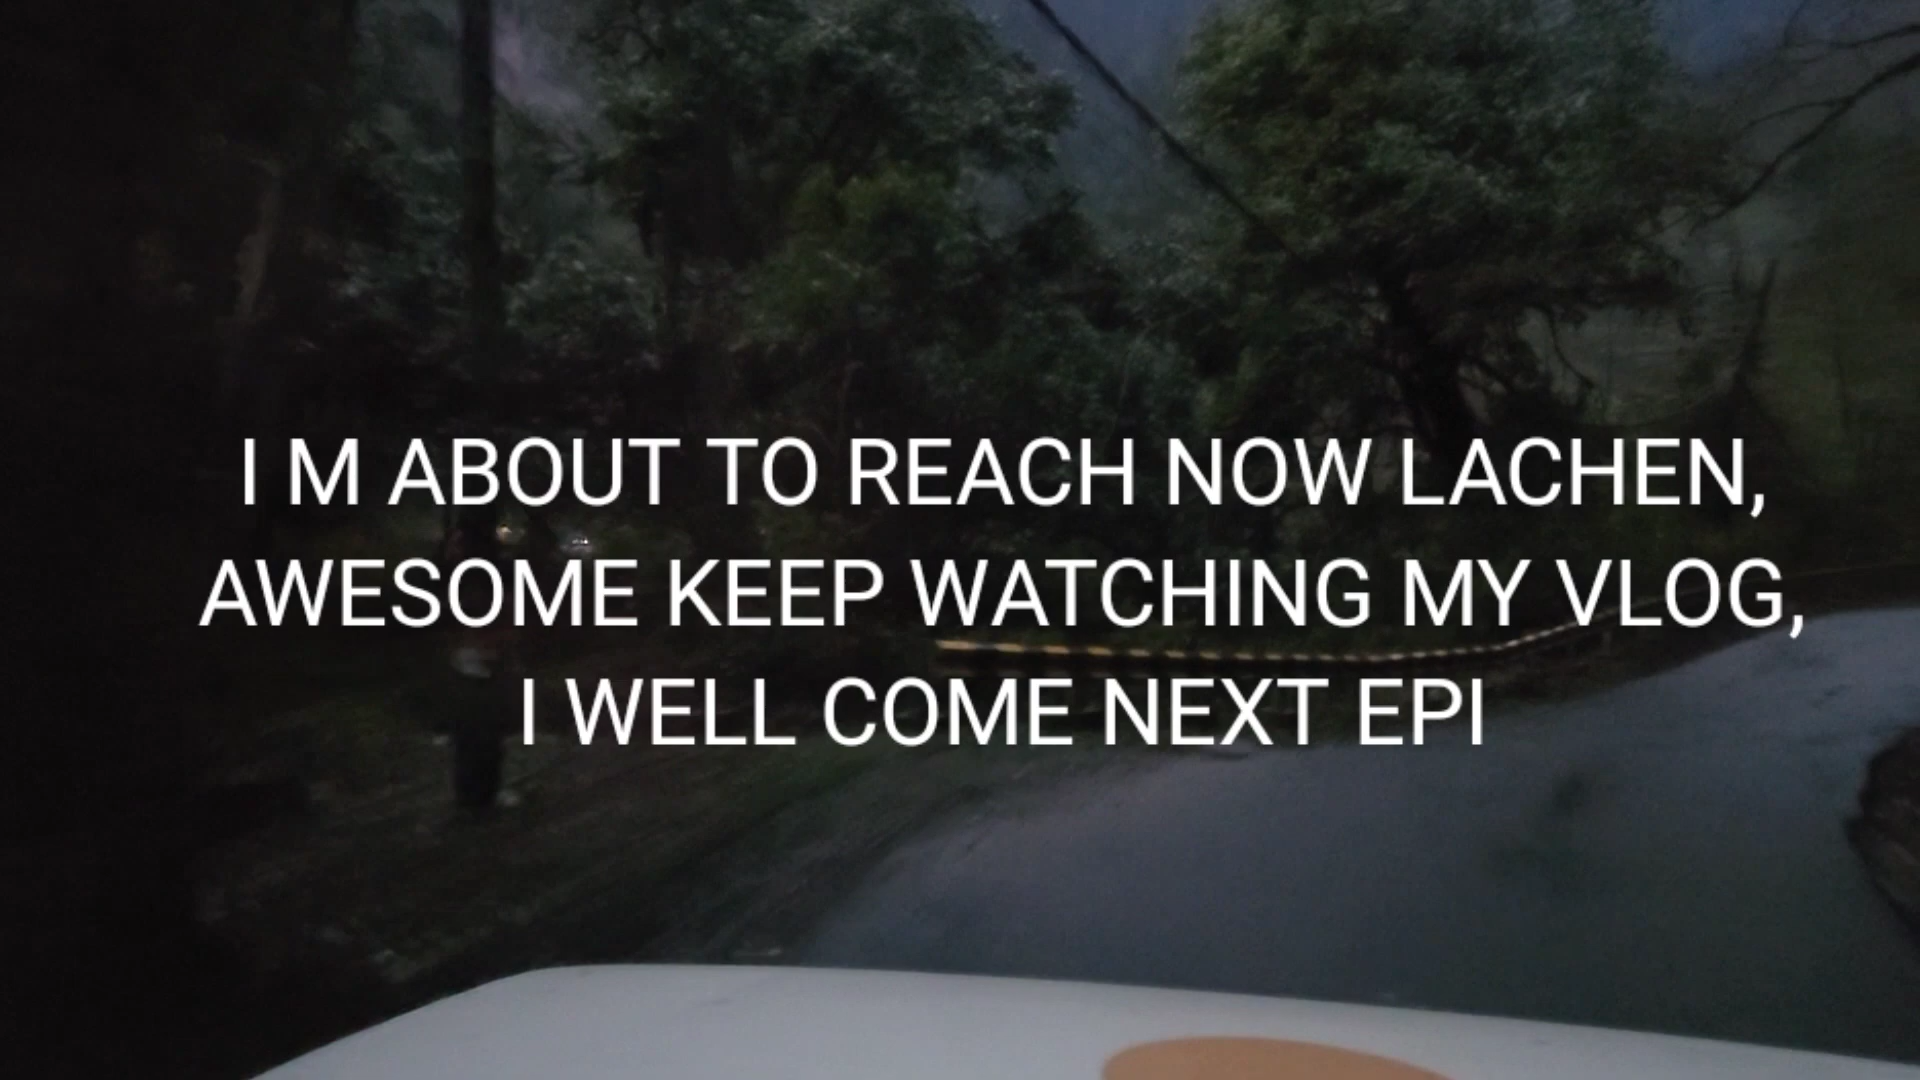 I M ABOUT TO REACH NOW LACHEN,
AWESOME KEEP WATCHING MY VLOG,
I WELL COME NEXT EPI